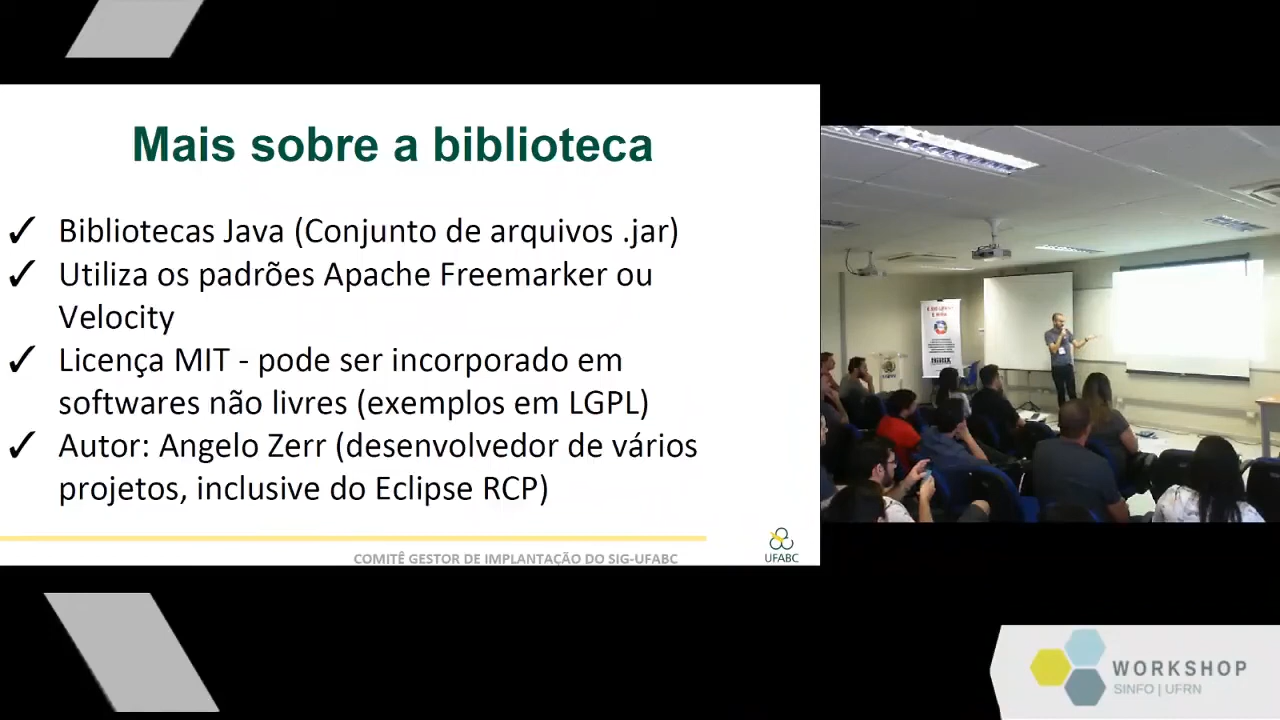 Mais sobre a biblioteca
✓ Bibliotecas Java (Conjunto de arquivos .jar)
✓ Utiliza os padrões Apache Freemarker ou
Velocity
✓ Licença MIT - pode ser incorporado em
softwares não livres (exemplos em LGPL)
✓ Autor: Angelo Zerr (desenvolvedor de vários
projetos, inclusive do Eclipse RCP)
COMITÊ GESTOR DE IMPLANTAÇÃO DO SIG-UFABC
UFABC
WORKSHOP
SINFO | UFRN